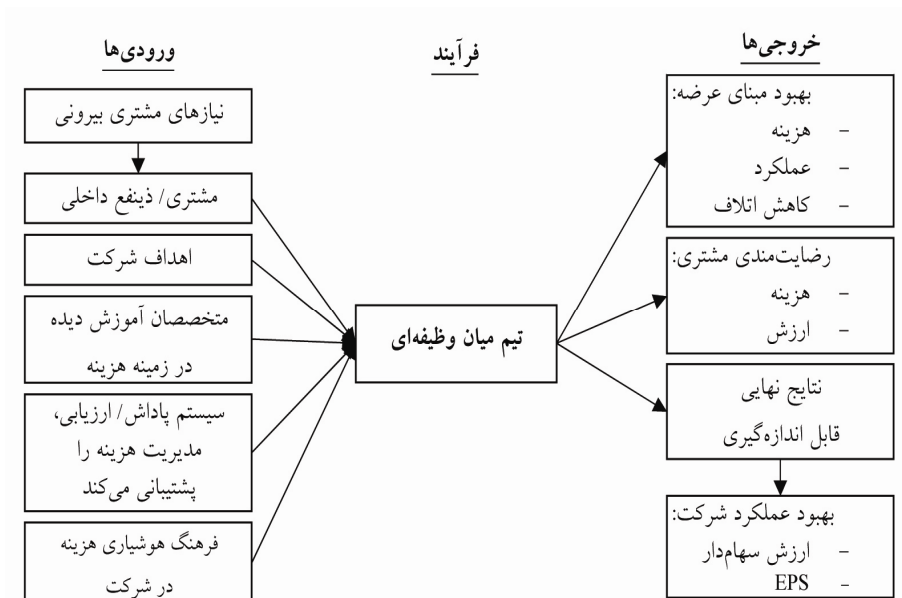 ورودی‌ها
نیازهای مشتری بیرونی
مشتری/ ذینفع داخلی
اهداف شرکت
متخصصان آموزش دیده
در زمینه هزینه
سیستم پاداش/ ارزیابی،
مدیریت هزینه را
پشتیبانی می‌کند
فرهنگ هوشیاری هزینه
در شرکت
فرآیند
تیم میان وظیفه‌ای
خروجی‌ها
بهبود مبنای عرضه:
- هزینه
- عملکرد
- کاهش اتلاف
رضایت‌مندی مشتری:
- هزینه
- ارزش
نتایج نهایی
قابل اندازه‌گیری
بهبود عملکرد شرکت:
- ارزش سهام‌دار
- EPS